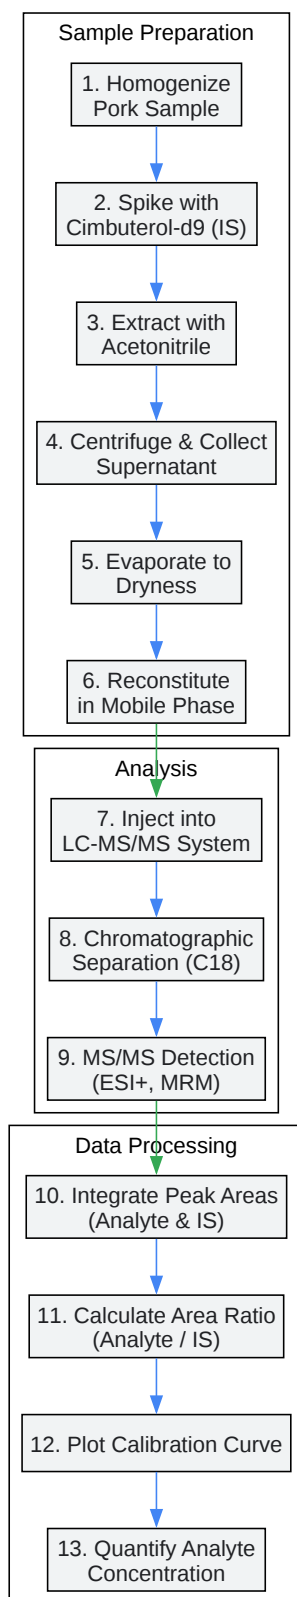 Sample Preparation
1. Homogenize
Pork Sample
2. Spike with
Cimbuterol-d9 (IS)
3. Extract with
Acetonitrile
4. Centrifuge & Collect
Supernatant
5. Evaporate to
Dryness
6. Reconstitute
in Mobile Phase
Analysis
7. Inject into
LC-MS/MS System
8. Chromatographic
Separation (C18)
9. MS/MS Detection
(ESI+, MRM)
Data Processing
10. Integrate Peak Areas
(Analyte & IS)
11. Calculate Area Ratio
(Analyte / IS)
12. Plot Calibration Curve
13. Quantify Analyte
Concentration